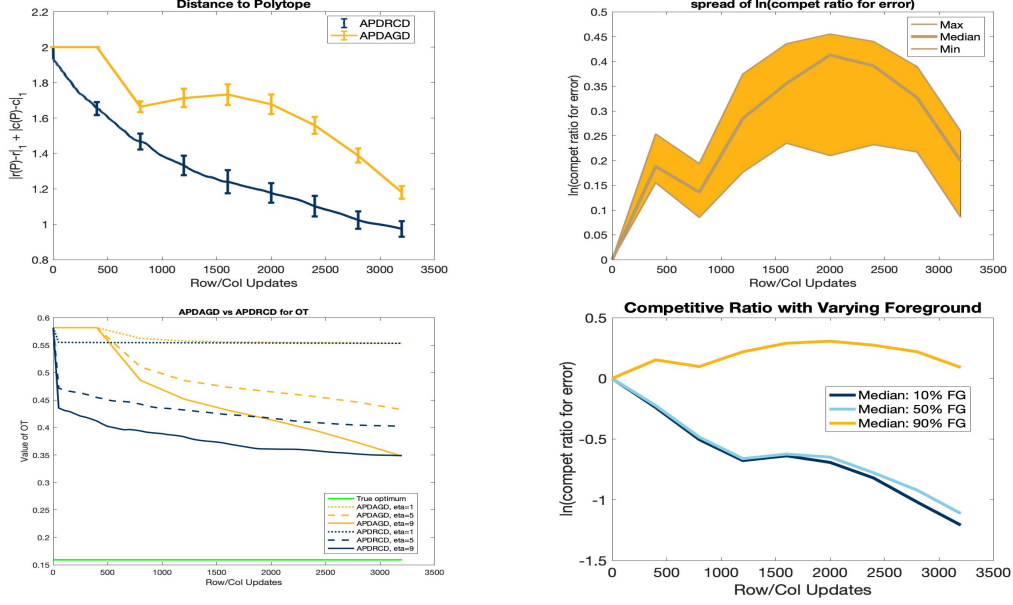 Distance to Polytope
2.2
2
1.8
1.6
1.4
1.2
1
0.8
|r(P)-r|1 + |c(P)-c|1
0 500 1000 1500 2000 2500 3000 3500
Row/Col Updates
APDRCD
APDAGD
spread of ln(compet ratio for error)
0.5
0.45
0.4
0.35
0.3
0.25
0.2
0.15
0.1
0.05
0
ln(compet ratio for error)
0 500 1000 1500 2000 2500 3000 3500
Row/Col Updates
Max
Median
Min
APDAGD vs APDRCD for OT
0.6
0.55
0.5
0.45
0.4
0.35
0.3
0.25
0.2
0.15
Value of OT
0 500 1000 1500 2000 2500 3000 3500
Row/Col Updates
True optimum
APDAGD, eta=1
APDAGD, eta=5
APDAGD, eta=9
APDRCD, eta=1
APDRCD, eta=5
APDRCD, eta=9
Competitive Ratio with Varying Foreground
0.5
0
-0.5
-1
-1.5
ln(compet ratio for error)
0 500 1000 1500 2000 2500 3000 3500
Row/Col Updates
Median: 10% FG
Median: 50% FG
Median: 90% FG